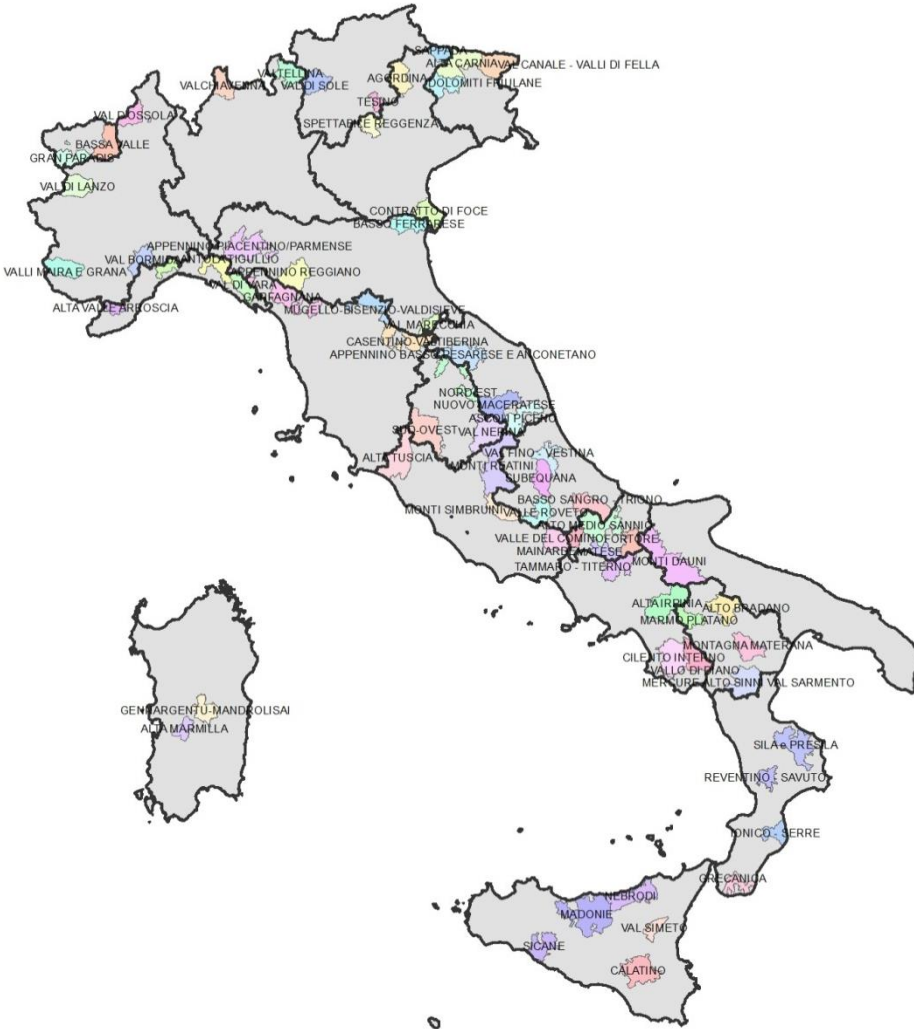 SAPPADA
ALTA CARNIA
VAL CANALE - VALLI DI FELLA
VALTELLINA
AGORDINA
VALCHIAVENNA
VAL DI SOLE
DOLOMITI FRIULANE
TESINO
VAL D'OSSOLA
SPETTABILE REGGENZA
BASSA VALLE
GRAN PARADIS
VAL DI LANZO
CONTRATTO DI FOCE
BASSO FERRARESE
APPENNINO PIACENTINO/PARMENSE
VAL BORMIDA
ANTOLA TIGULLIO
VALLI MAIRA E GRANA
APPENNINO REGGIANO
VAL DI VARA
GARFAGNANA
ALTA VALLE ARROSCIA
MUGELLO-BISENZIO-VALDISIEVE
VAL MARECCHIA
CASENTINO-VALTIBERINA
APPENNINO BASSO PESARESE E ANCONETANO
NORD EST
NUOVO MACERATESE
ASCOLI PICENO
SUD-OVEST
VAL NERINA
VAL FINO - VESTINA
ALTA TUSCIA
MONTI REATINI
SUBEQUANA
BASSO SANGRO - TRIGNO
MONTI SIMBRUINI
VALLE ROVETO
ALTO MEDIO SANNIO
VALLE DEL COMINO
FORTORE
MAINARDE
MATESE
MONTI DAUNI
TAMMARO - TITERNO
ALTA IRPINIA
ALTO BRADANO
MARMO PLATANO
MONTAGNA MATERANA
CILENTO INTERNO
VALLO DI DIANO
MERCURE ALTO SINNI VAL SARMENTO
GENNARGENTU-MANDROLISAI
ALTA MARMILLA
SILA e PRESILA
REVENTINO - SAVUTO
IONICO - SERRE
GRECANICA
NEBRODI
MADONIE
VAL SIMETO
SICANE
CALATINO